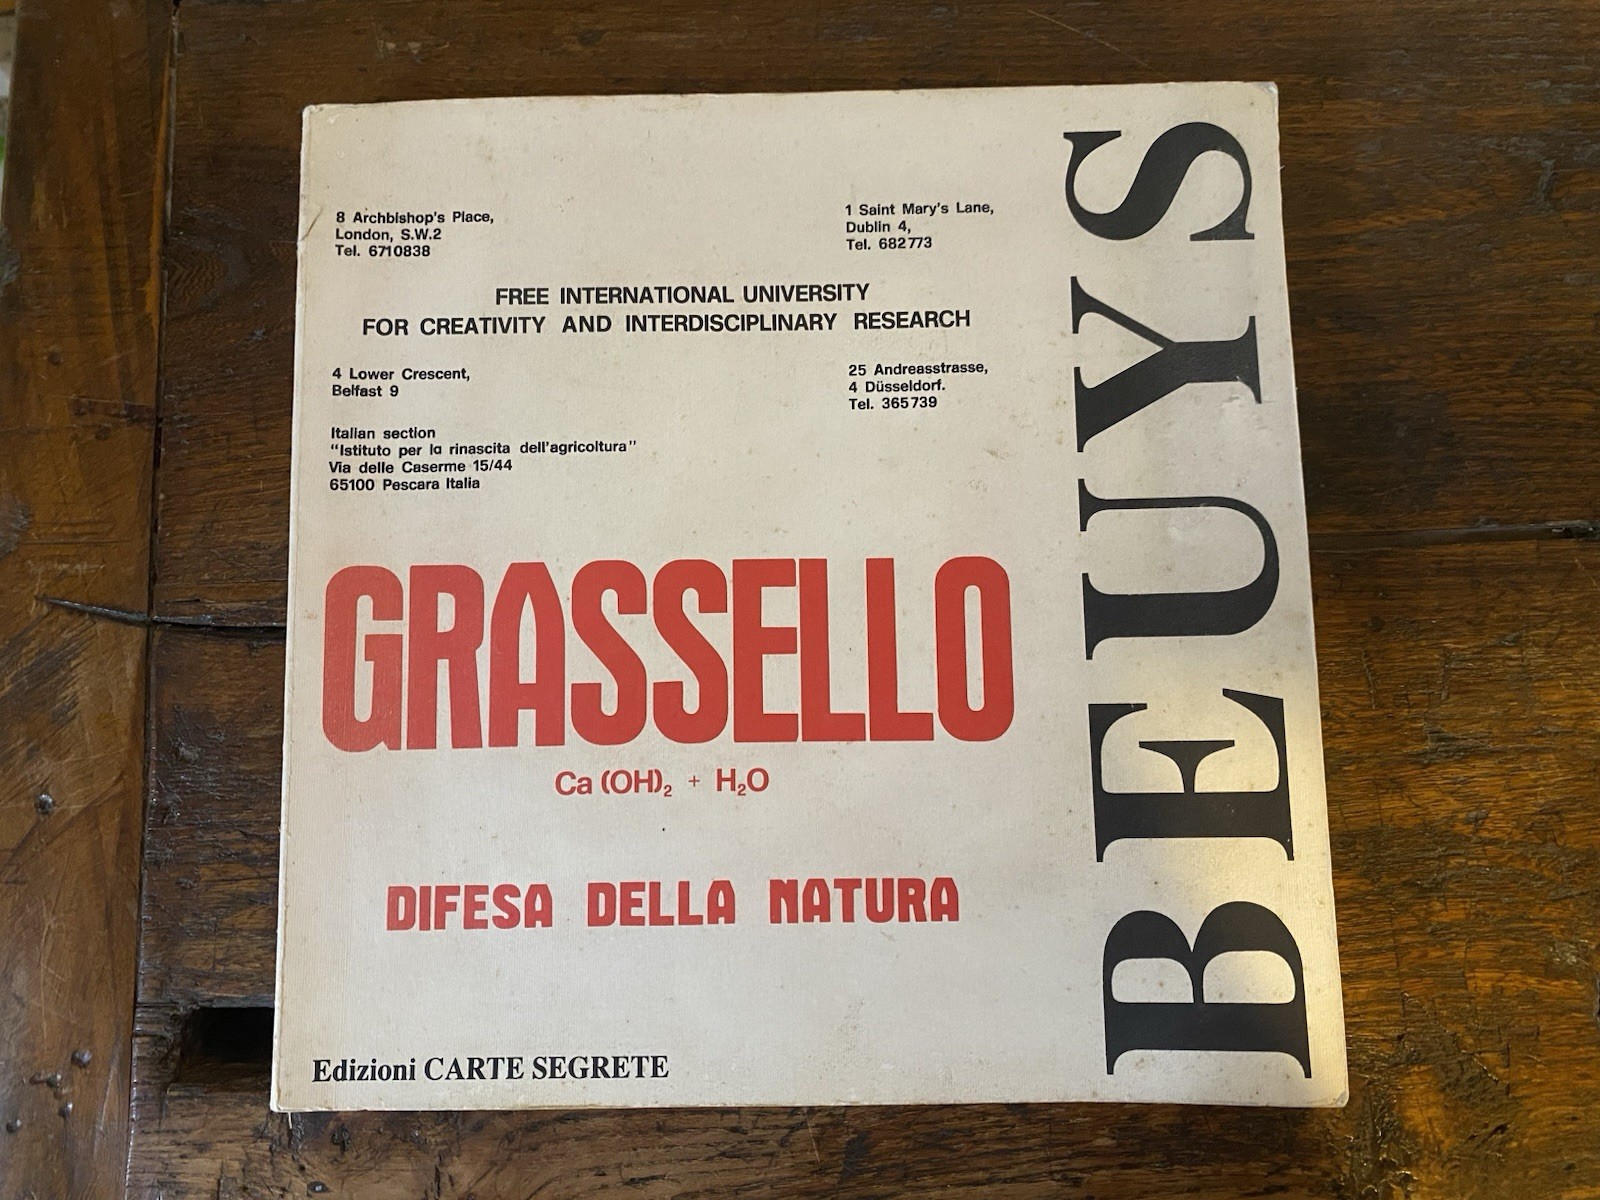 8 Archbishop's Place,
London, S.W.2
Tel. 6710838
1 Saint Mary's Lane,
Dublin 4,
Tel. 682773
FREE INTERNATIONAL UNIVERSITY
FOR CREATIVITY AND INTERDISCIPLINARY RESEARCH
4 Lower Crescent,
Belfast 9
25 Andreasstrasse,
4 Düsseldorf.
Tel. 365739
Italian section
"Istituto per la rinascita dell'agricoltura"
Via delle Caserme 15/44
65100 Pescara Italia
GRASSELLO
Ca (OH)₂ + H₂O
DIFESA DELLA NATURA
Edizioni CARTE SEGRETE
BEUYS